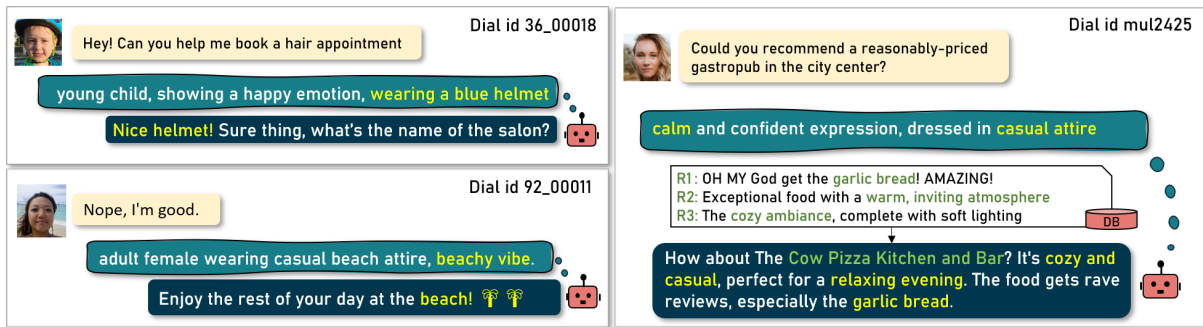 Dial id 36_00018
Hey! Can you help me book a hair appointment
young child, showing a happy emotion, wearing a blue helmet
Nice helmet! Sure thing, what's the name of the salon?
Dial id 92_00011
Nope, I'm good.
adult female wearing casual beach attire, beachy vibe.
Enjoy the rest of your day at the beach! 🌴 🌴
Dial id mul2425
Could you recommend a reasonably-priced
gastropub in the city center?
calm and confident expression, dressed in casual attire
R1: OH MY God get the garlic bread! AMAZING!
R2: Exceptional food with a warm, inviting atmosphere
R3: The cozy ambiance, complete with soft lighting
DB
How about The Cow Pizza Kitchen and Bar? It's cozy and
casual, perfect for a relaxing evening. The food gets rave
reviews, especially the garlic bread.